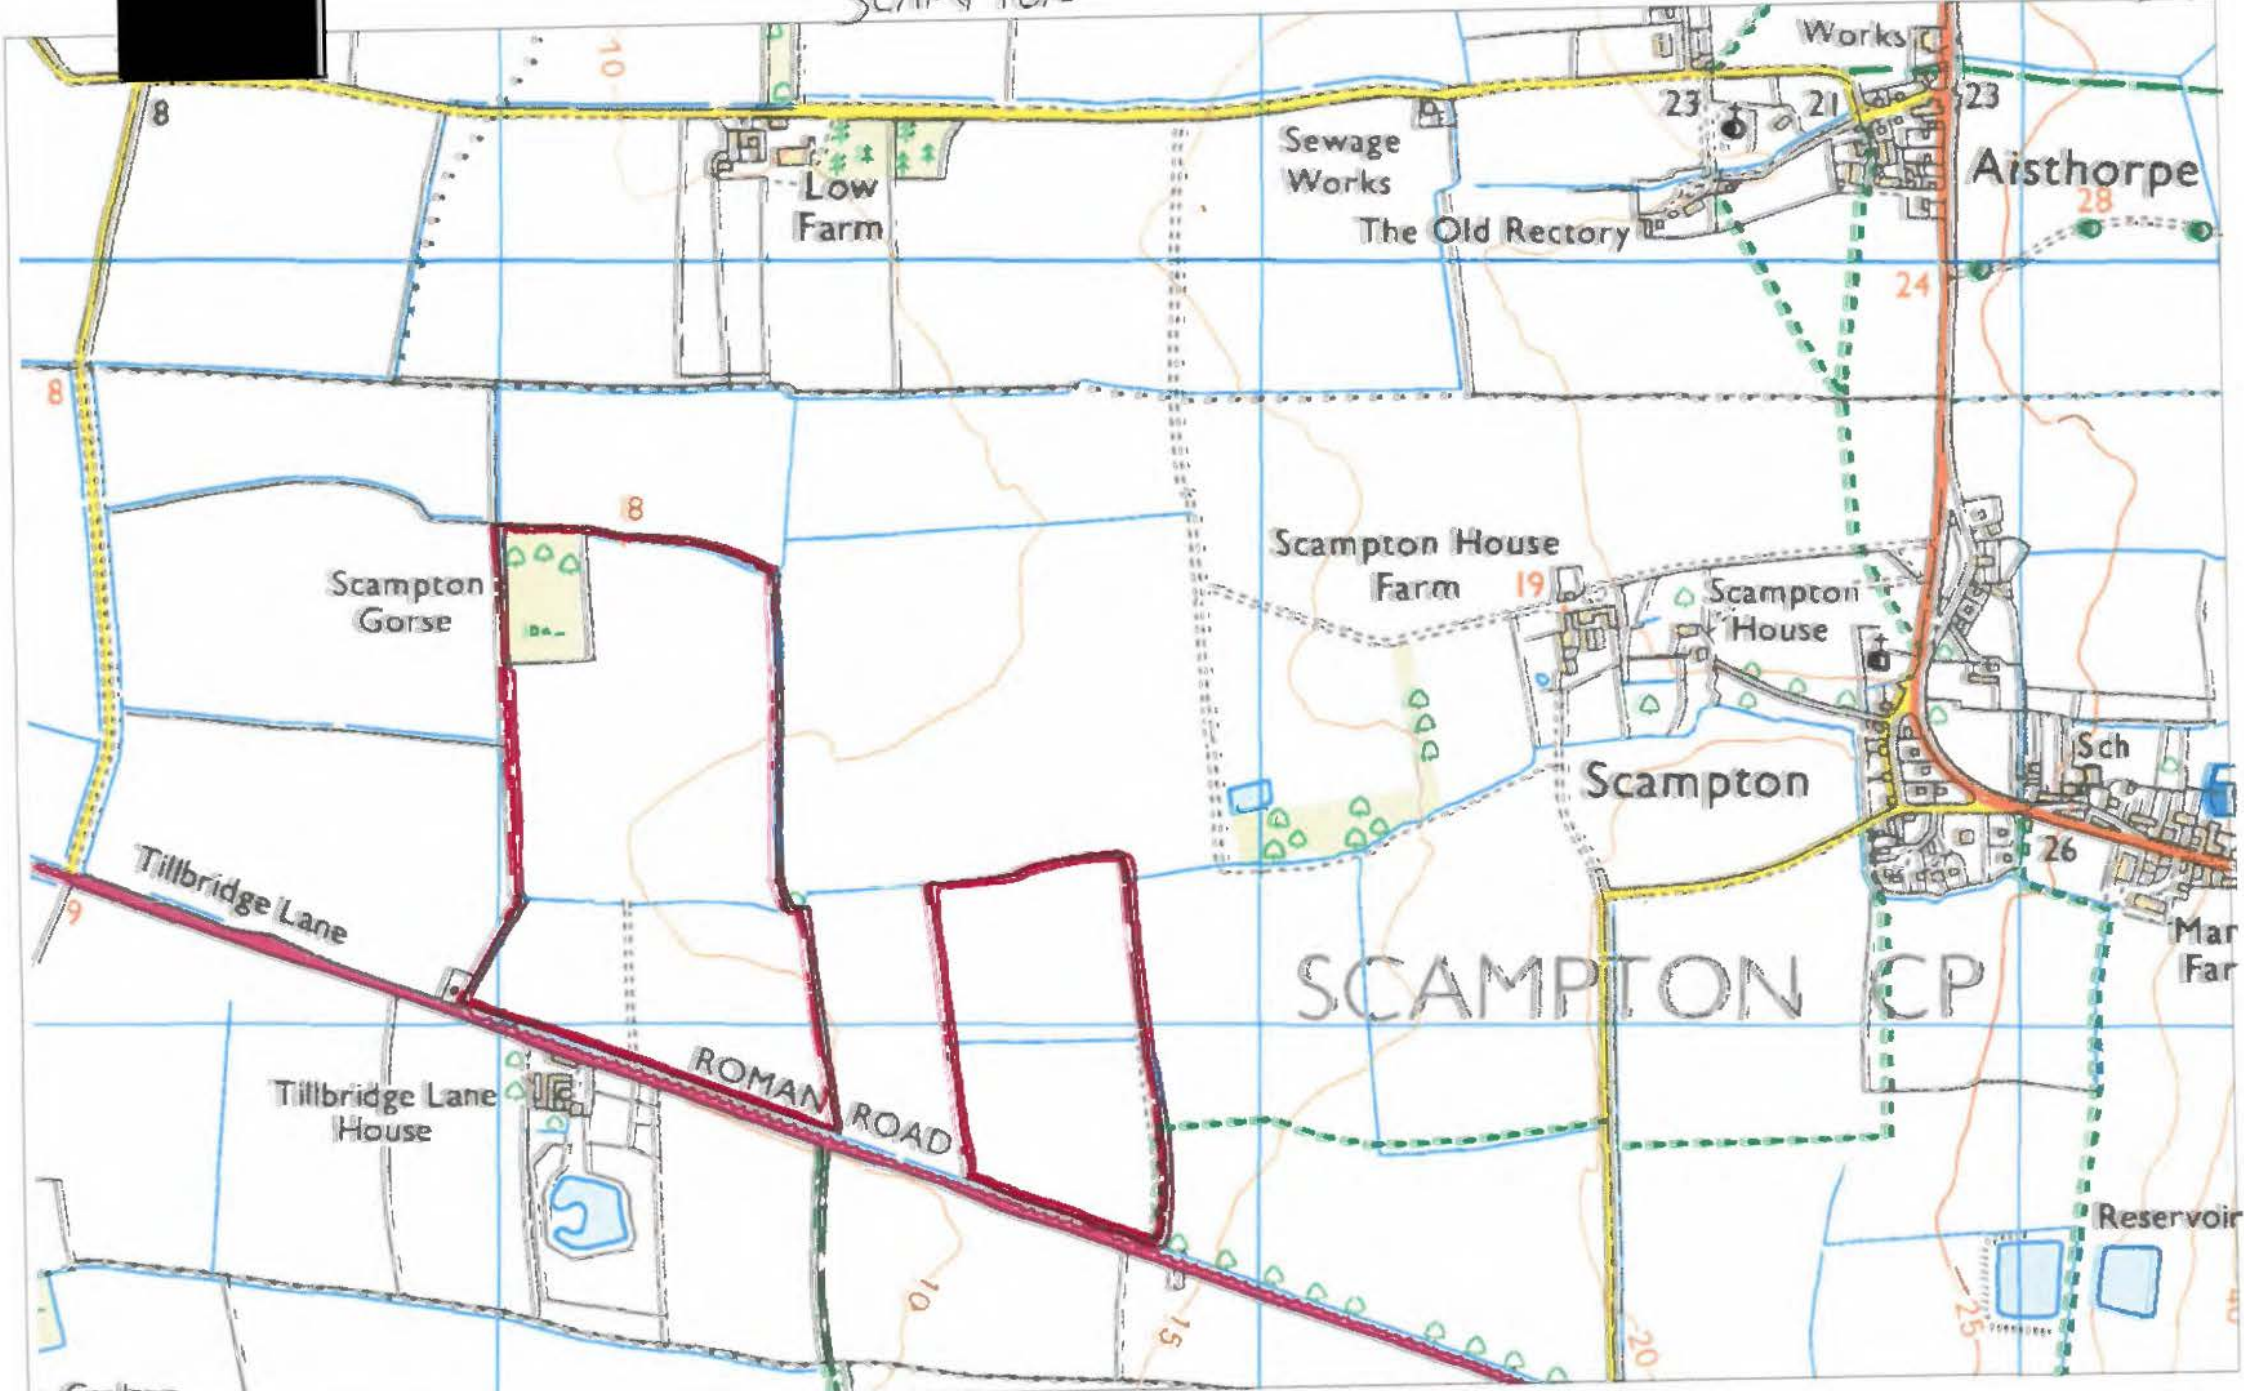 SCAMPTON
Works
10
8
23
21
23
Sewage
Works
Aisthorpe
Low
Farm
28
The Old Rectory
24
8
8
Scampton House
Farm
19
Scampton
House
Scampton
Gorse
Sch
Scampton
Tillbridge Lane
26
9
Mar
Far
SCAMPTON CP
ROMAN ROAD
Tillbridge Lane
House
Reservoir
10
15
20
25
40